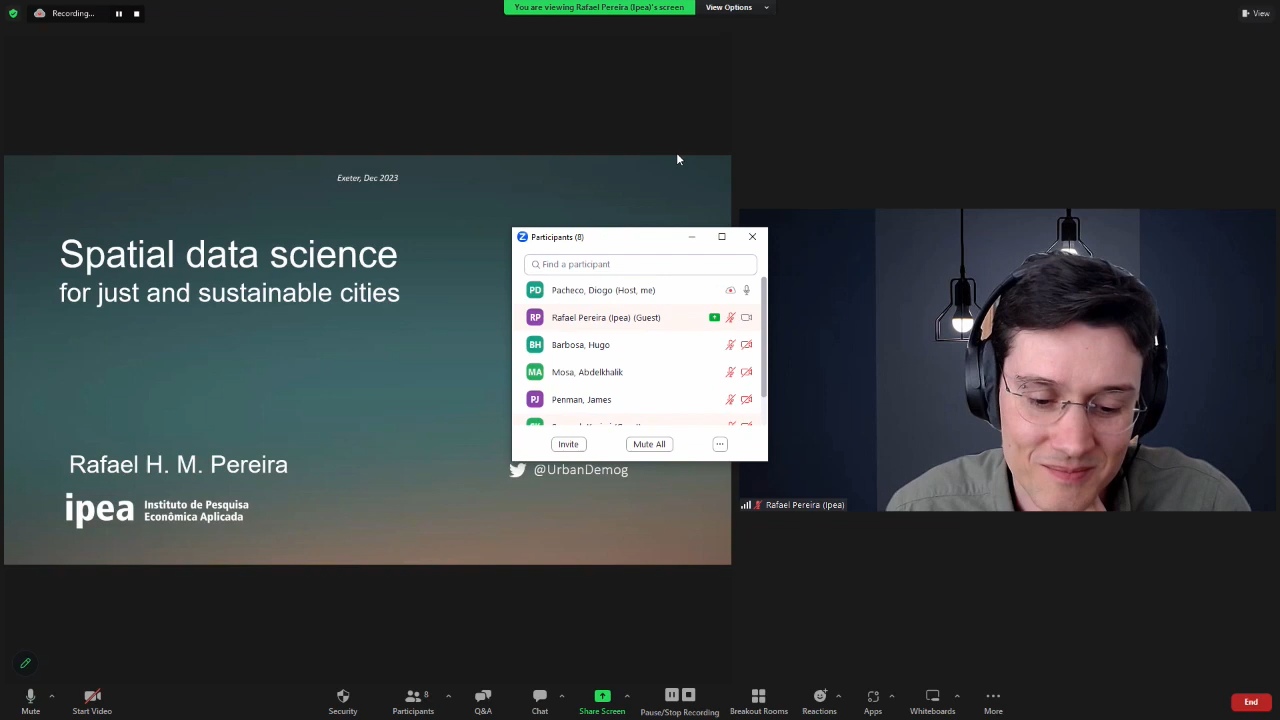 Recording...
You are viewing Rafael Pereira (Ipea)'s screen
View Options
View
Exeter, Dec 2023
Spatial data science
for just and sustainable cities
Rafael H. M. Pereira
ipea
Instituto de Pesquisa
Econômica Aplicada
@UrbanDemog
Participants (8)
Find a participant
PD Pacheco, Diogo (Host, me)
RP Rafael Pereira (Ipea) (Guest)
BH Barbosa, Hugo
MA Mosa, Abdelkhalik
PJ Penman, James
Invite
Mute All
...
Rafael Pereira (Ipea)
Mute
Start Video
Security
8
Participants
Q&A
Chat
Share Screen
Pause/Stop Recording
Breakout Rooms
Reactions
Apps
Whiteboards
More
End